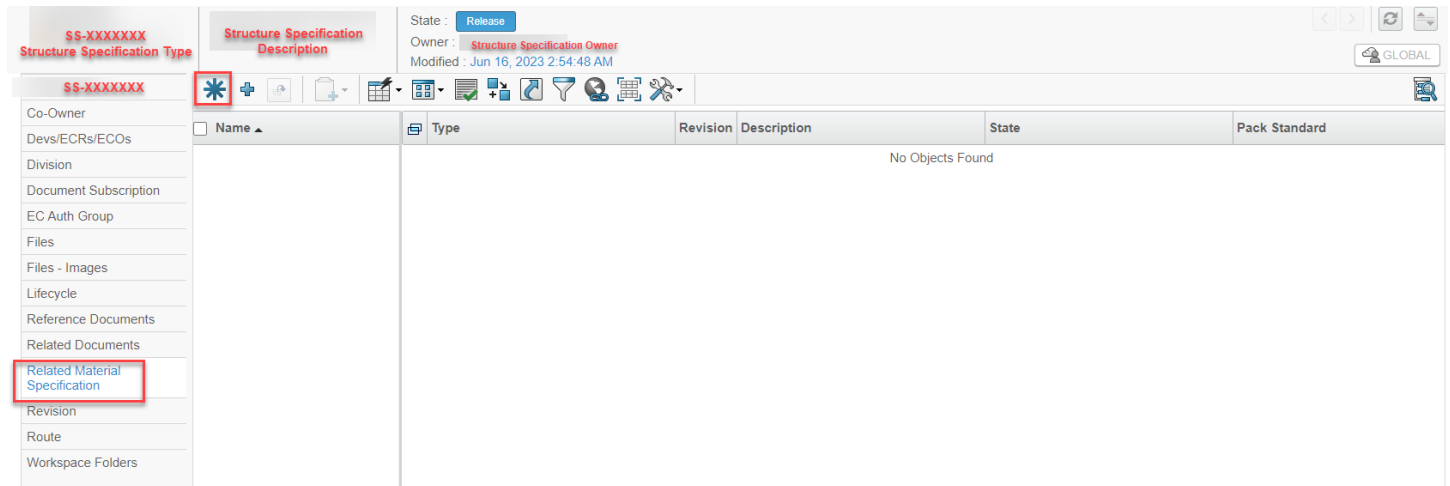 SS-XXXXXXX
Structure Specification Type
Structure Specification
Description
State : Release
Owner : Structure Specification Owner
Modified : Jun 16, 2023 2:54:48 AM
GLOBAL
SS-XXXXXXX
Co-Owner
Devs/ECRs/ECOs
Division
Document Subscription
EC Auth Group
Files
Files - Images
Lifecycle
Reference Documents
Related Documents
Related Material
Specification
Revision
Route
Workspace Folders
Name Type Revision Description State Pack Standard
No Objects Found